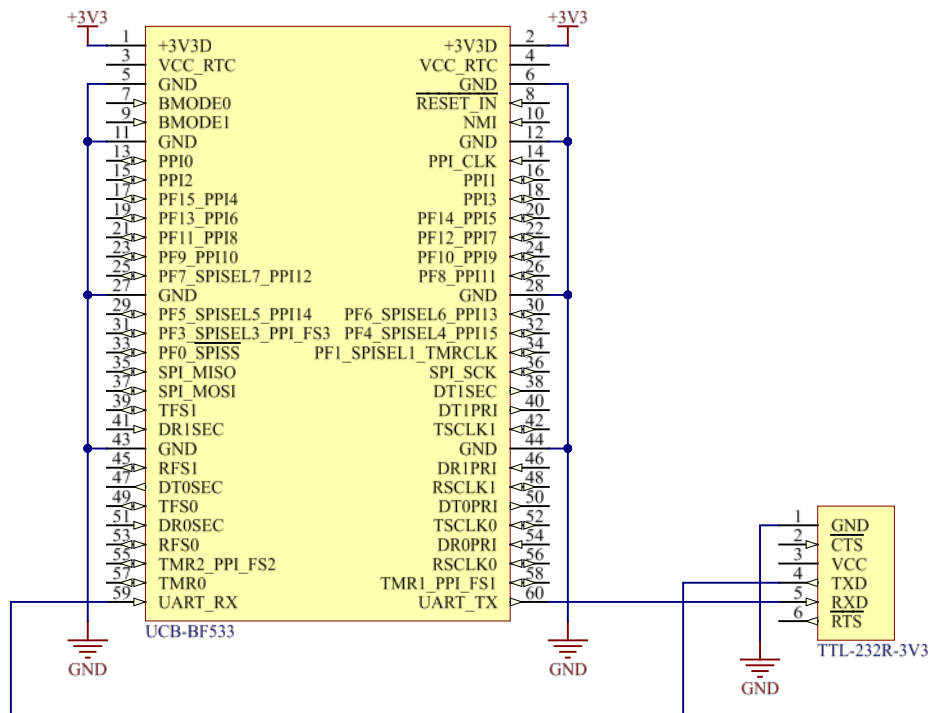 +3V3 +3V3
1 +3V3D +3V3D 2
3 VCC_RTC VCC_RTC 4
5 GND GND 6
7 BMODE0 RESET_IN 8
9 BMODE1 NMI 10
11 GND GND 12
13 PPI0 PPI_CLK 14
15 PPI2 PPI1 16
17 PF15_PPI4 PPI3 18
19 PF13_PPI6 PF14_PPI5 20
21 PF11_PPI8 PF12_PPI7 22
23 PF9_PPI10 PF10_PPI9 24
25 PF7_SPISEL7_PPI12 PF8_PPI11 26
27 GND GND 28
29 PF5_SPISEL5_PPI14 PF6_SPISEL6_PPI13 30
31 PF3_SPISEL3_PPI_FS3 PF4_SPISEL4_PPI15 32
33 PF0_SPISS PF1_SPISEL1_TMRCLK 34
35 SPI_MISO SPI_SCK 36
37 SPI_MOSI DT1SEC 38
39 TFS1 DT1PRI 40
41 DR1SEC TSCLK1 42
43 GND GND 44
45 RFS1 DR1PRI 46
47 DT0SEC RSCLK1 48
49 TFS0 DT0PRI 50
51 DR0SEC TSCLK0 52
53 RFS0 DR0PRI 54
55 TMR2_PPI_FS2 RSCLK0 56
57 TMR0 TMR1_PPI_FS1 58
59 UART_RX UART_TX 60
UCB-BF533
GND GND
1 GND
2 CTS
3 VCC
4 TXD
5 RXD
6 RTS
TTL-232R-3V3
GND